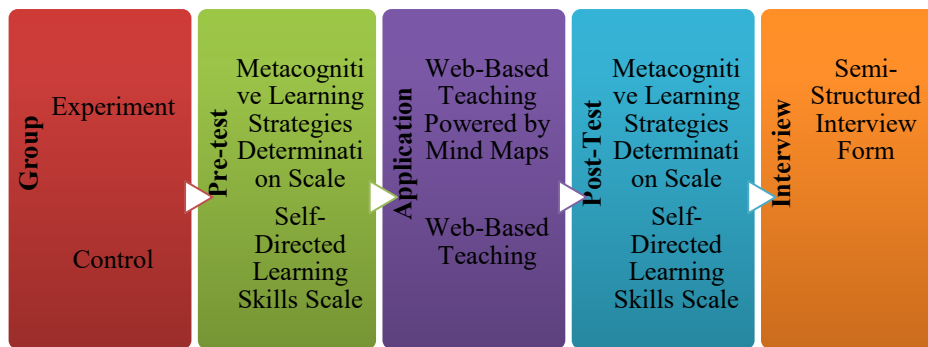 Group
Experiment
Control
Pre-test
Metacogniti
ve Learning
Strategies
Determinati
on Scale
Self-
Directed
Learning
Skills Scale
Application
Web-Based
Teaching
Powered by
Mind Maps
Web-Based
Teaching
Post-Test
Metacogniti
ve Learning
Strategies
Determinati
on Scale
Self-
Directed
Learning
Skills Scale
Interview
Semi-
Structured
Interview
Form